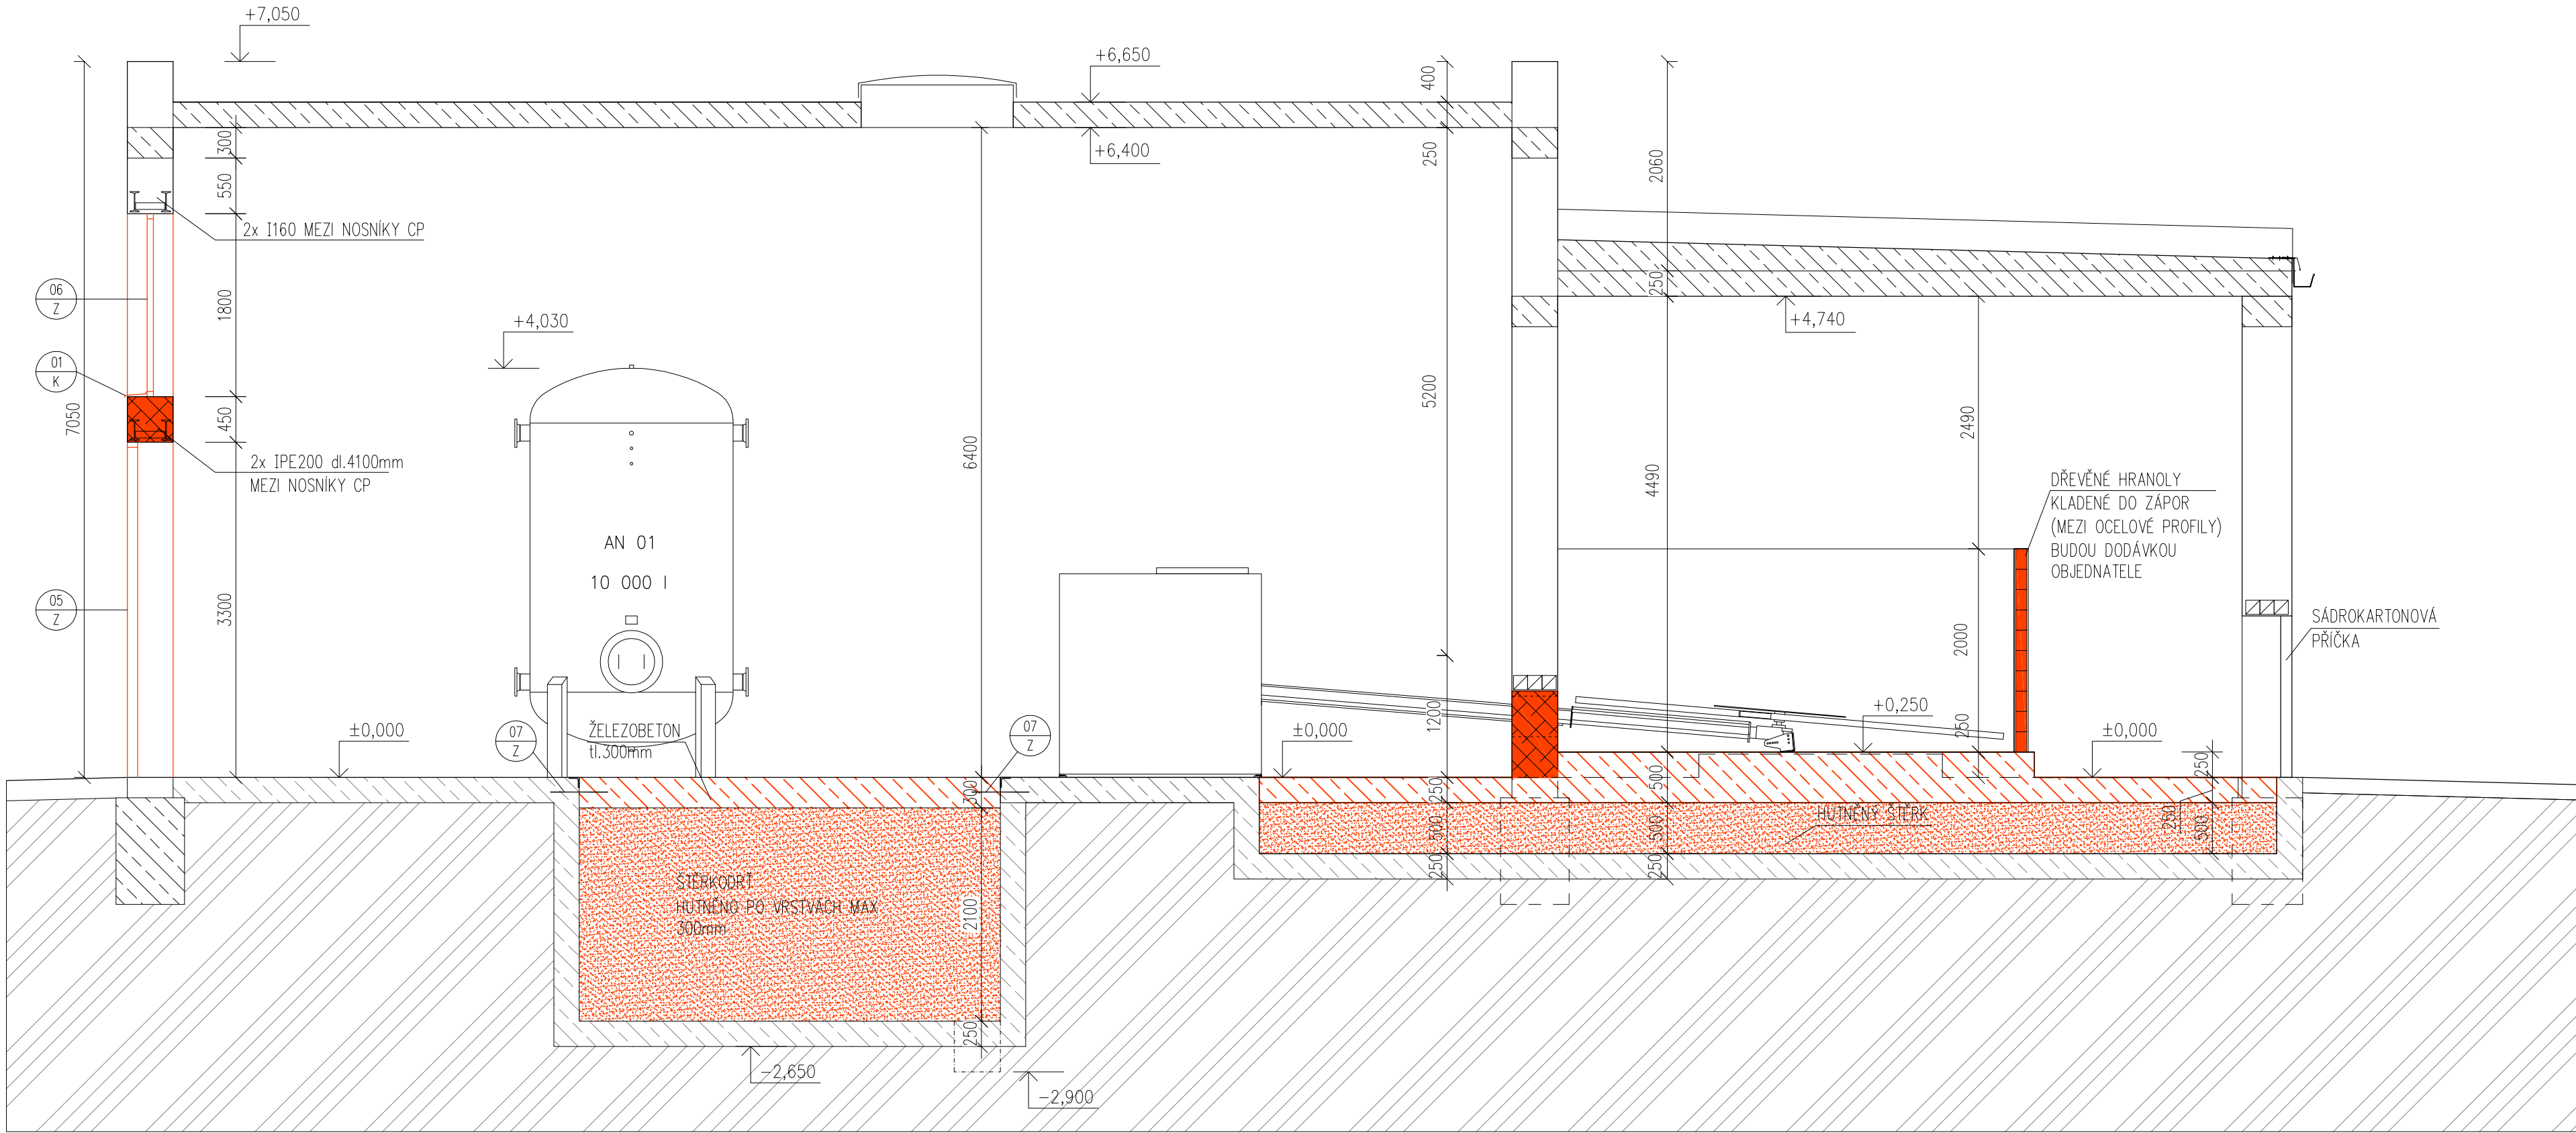 +7,050
+6,650
400
300
+6,400
250
2060
550
2x I160 MEZI NOSNÍKY CP
06
Z
1800
+4,030
250
+4,740
01
K
7050
450
6400
5200
2490
2x IPE200 dl.4100mm
MEZI NOSNÍKY CP
4490
DŘEVĚNÉ HRANOLY
KLADENÉ DO ZÁPOR
(MEZI OCELOVÉ PROFILY)
BUDOU DODÁVKOU
OBJEDNATELE
AN 01
10 000 l
05
Z
3300
2000
SÁDROKARTONOVÁ
PŘÍČKA
±0,000
07
Z
ŽELEZOBETON
tl.300mm
07
Z
±0,000
1200
+0,250
250
±0,000
300
250
500
250
HUTNĚNÝ ŠTĚRK
500
500
250
500
250
250
ŠTĚRKODRŤ
HUTNĚNO PO VRSTVÁCH MAX
300mm
2100
250
-2,650
-2,900